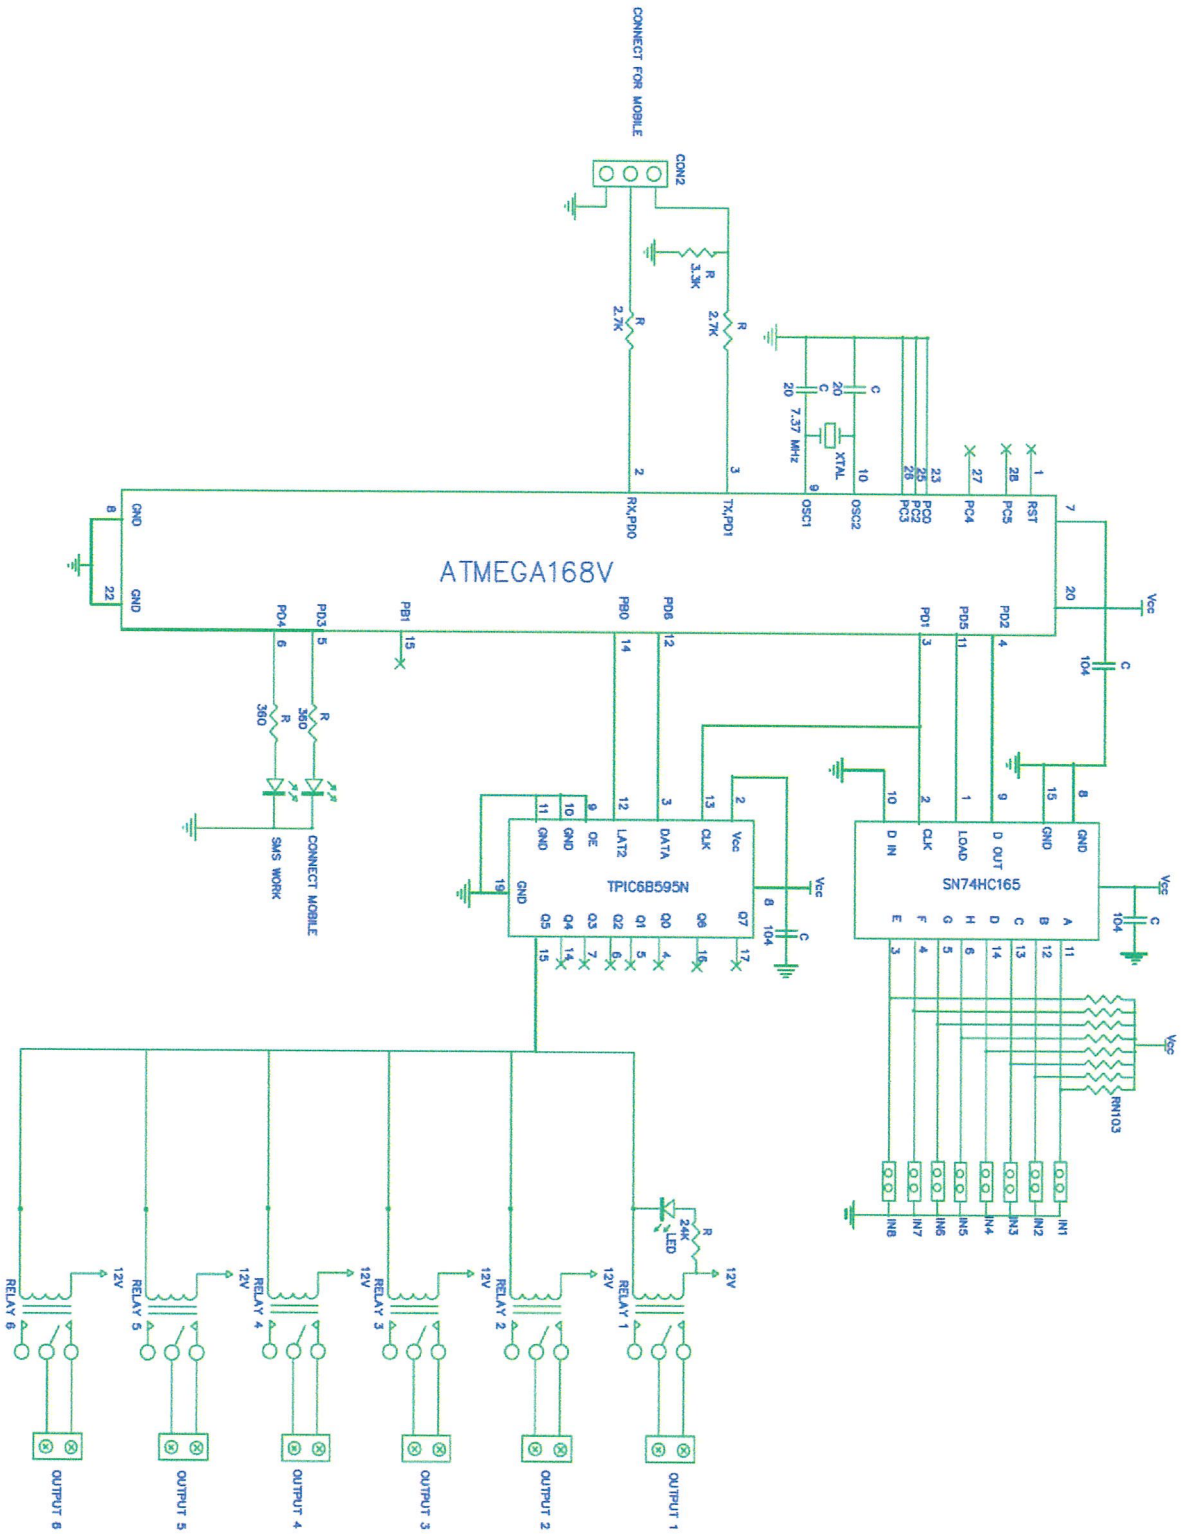 CONNECT FOR MOBILE
CON2
R
3.3K
R
2.7K
R
2.7K
C
20
C
20
7.37 MHz
XTAL
2
3
9
10
26
25
23
27
28
1
RX,PD0
TX,PD1
OSC1
OSC2
PC3
PC2
PC0
PC4
PC5
RST
7
20
Vcc
C
104
ATMEGA168V
8
GND
22
GND
PD4
6
PD3
5
PB1
15
PB0
14
PD6
12
PD1
3
PD5
11
PD2
4
R
360
R
360
SMS WORK
CONNECT MOBILE
11
10
9
12
3
13
2
GND
GND
OE
LAT2
DATA
CLK
Vcc
TPIC6B595N
19
GND
8
Vcc
C
104
Q5
Q4
Q3
Q2
Q1
Q0
Q6
Q7
15
14
7
6
5
4
16
17
10
2
1
9
15
8
D IN
CLK
LOAD
D OUT
GND
GND
SN74HC165
Vcc
C
104
E
F
G
H
D
C
B
A
3
4
5
6
14
13
12
11
Vcc
RN103
IN8
IN7
IN6
IN5
IN4
IN3
IN2
IN1
LED
R
24K
12V
RELAY 1
OUTPUT 1
12V
RELAY 2
OUTPUT 2
12V
RELAY 3
OUTPUT 3
12V
RELAY 4
OUTPUT 4
12V
RELAY 5
OUTPUT 5
12V
RELAY 6
OUTPUT 6